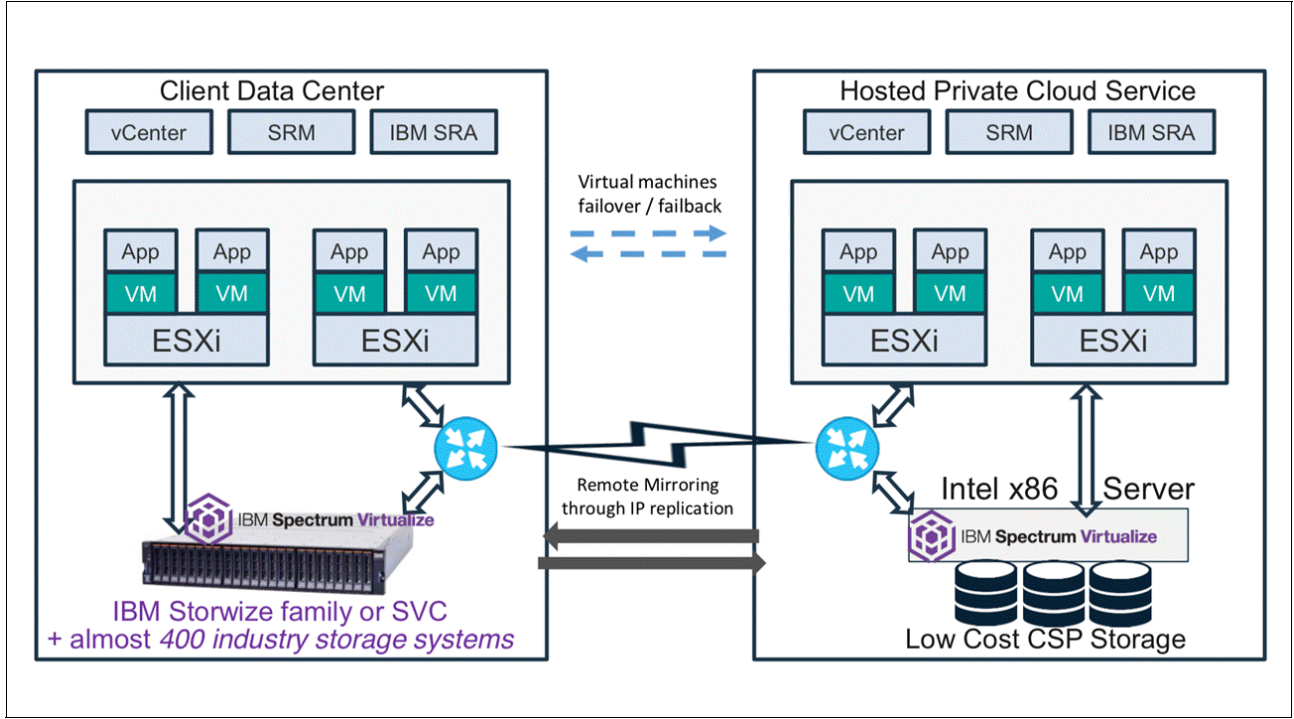 Client Data Center
vCenter
SRM
IBM SRA
App
App
App
App
VM
VM
VM
VM
ESXi
ESXi
IBM Spectrum Virtualize
IBM Storwize family or SVC
+ almost 400 industry storage systems
Virtual machines
failover / failback
Remote Mirroring
through IP replication
Hosted Private Cloud Service
vCenter
SRM
IBM SRA
App
App
App
App
VM
VM
VM
VM
ESXi
ESXi
Intel x86 Server
IBM Spectrum Virtualize
Low Cost CSP Storage